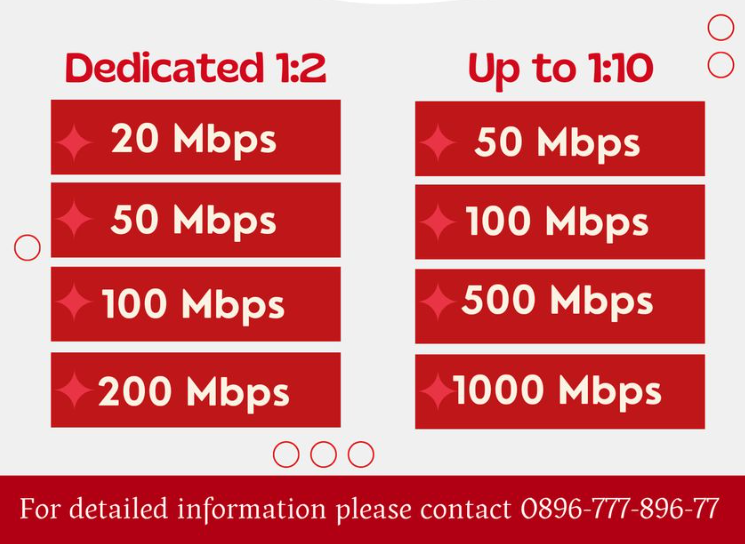 Dedicated 1:2
20 Mbps
50 Mbps
100 Mbps
200 Mbps
Up to 1:10
50 Mbps
100 Mbps
500 Mbps
1000 Mbps
For detailed information please contact 0896-777-896-77